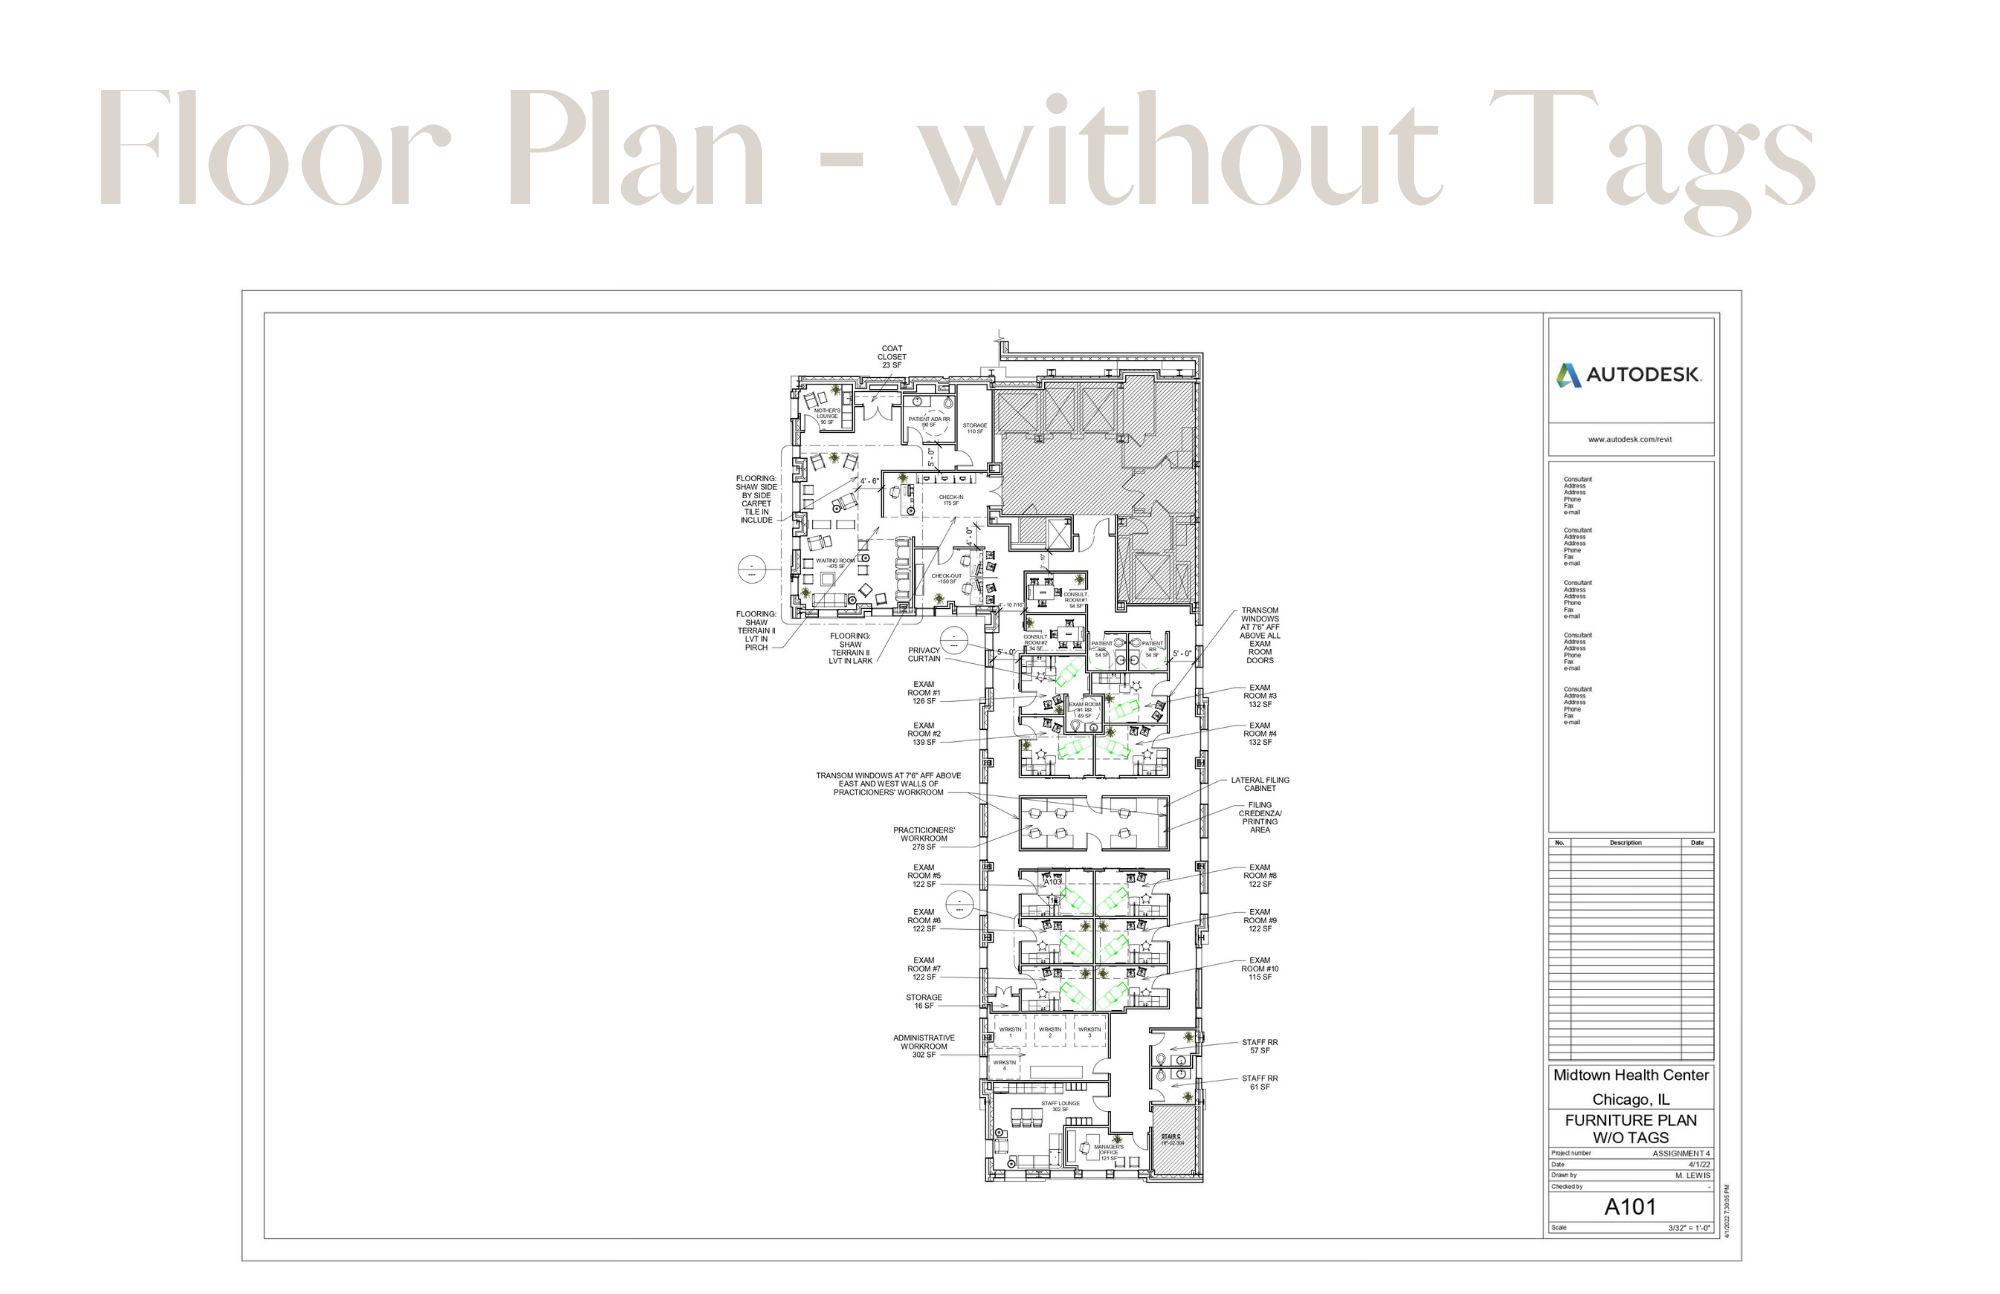 Floor Plan - without Tags
COAT
CLOSET
23 SF
MOTHER'S
LOUNGE
90 SF
PATIENT ADA RR
STORAGE
110 SF
5' - 0"
4' - 6"
FLOORING:
SHAW SIDE
BY SIDE
CARPET
TILE IN
INCLUDE
CHECK-IN
175 SF
4' - 0"
WAITING ROOM
~475 SF
CHECK-OUT
~150 SF
FLOORING:
SHAW
TERRAIN II
LVT IN
PIRCH
FLOORING:
SHAW
TERRAIN II
LVT IN LARK
CONSULT.
ROOM #1
94 SF
CONSULT.
ROOM #2
94 SF
PATIENT
RR
54 SF
PATIENT
RR
54 SF
5' - 0"
5' - 0"
TRANSOM
WINDOWS
AT 7'6" AFF
ABOVE ALL
EXAM
ROOM
DOORS
PRIVACY
CURTAIN
EXAM
ROOM #1
126 SF
EXAM ROOM
#1 RR
49 SF
EXAM
ROOM #3
132 SF
EXAM
ROOM #2
139 SF
EXAM
ROOM #4
132 SF
TRANSOM WINDOWS AT 7'6" AFF ABOVE
EAST AND WEST WALLS OF
PRACTICIONERS' WORKROOM
LATERAL FILING
CABINET
FILING
CREDENZA/
PRINTING
AREA
PRACTICIONERS'
WORKROOM
278 SF
EXAM
ROOM #5
122 SF
A103
EXAM
ROOM #8
122 SF
EXAM
ROOM #6
122 SF
EXAM
ROOM #9
122 SF
EXAM
ROOM #7
122 SF
EXAM
ROOM #10
115 SF
STORAGE
16 SF
WRKSTN
1
WRKSTN
2
WRKSTN
3
WRKSTN
4
ADMINISTRATIVE
WORKROOM
302 SF
STAFF RR
57 SF
STAFF RR
61 SF
STAFF LOUNGE
302 SF
MANAGER'S
OFFICE
121 SF
STAIR C
AUTODESK
www.autodesk.com/revit
Consultant
Address
Address
Phone
Fax
e-mail
Consultant
Address
Address
Phone
Fax
e-mail
Consultant
Address
Address
Phone
Fax
e-mail
Consultant
Address
Address
Phone
Fax
e-mail
Consultant
Address
Address
Phone
Fax
e-mail
No. Description Date
Midtown Health Center
Chicago, IL
FURNITURE PLAN
W/O TAGS
Project number ASSIGNMENT 4
Date 4/1/22
Drawn by M. LEWIS
Checked by -
A101
Scale 3/32" = 1'-0"
4/1/2022 7:30:05 PM